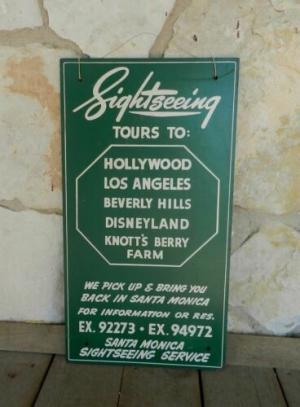 Sightseeing
TOURS TO:
HOLLYWOOD
LOS ANGELES
BEVERLY HILLS
DISNEYLAND
KNOTT'S BERRY
FARM
WE PICK UP & BRING YOU
BACK IN SANTA MONICA
FOR INFORMATION OR RES.
EX. 92273 · EX. 94972
SANTA MONICA
SIGHTSEEING SERVICE